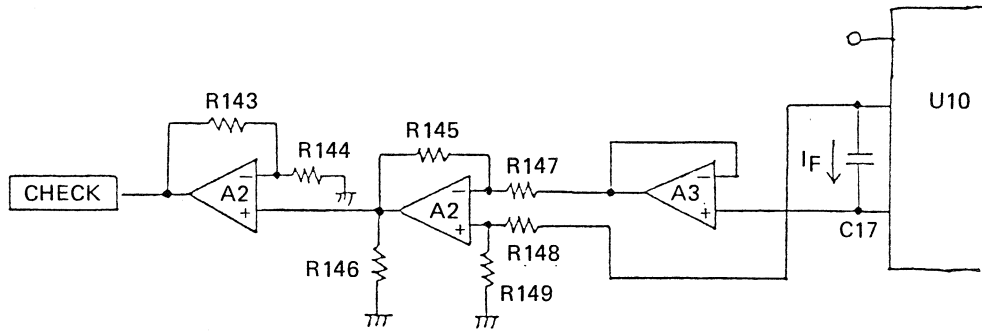 U10
R143
R145
R144
R147
CHECK
A2
−
+
A2
−
+
A3
−
+
IF
C17
R148
R146
R149